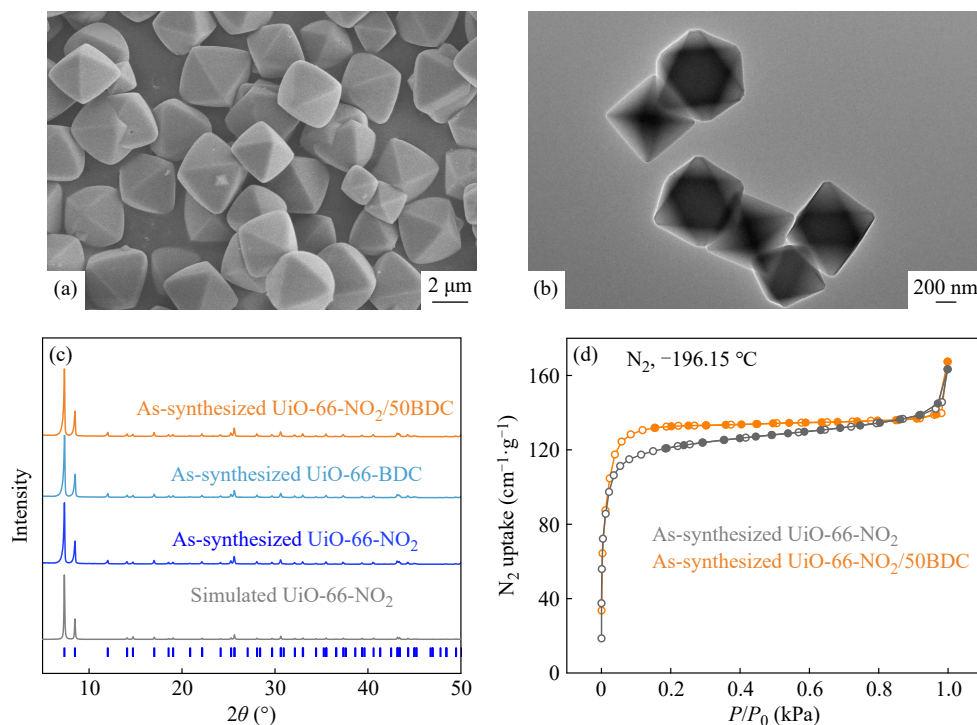 (a)
2 μm
(b)
200 nm
(c)
As-synthesized UiO-66-NO₂/50BDC
As-synthesized UiO-66-BDC
As-synthesized UiO-66-NO₂
Simulated UiO-66-NO₂
Intensity
10 20 30 40 50
2θ (°)
(d)
N₂, −196.15 ℃
160
120
80
40
0
N₂ uptake (cm⁻¹·g⁻¹)
As-synthesized UiO-66-NO₂
As-synthesized UiO-66-NO₂/50BDC
0 0.2 0.4 0.6 0.8 1.0
P/P₀ (kPa)